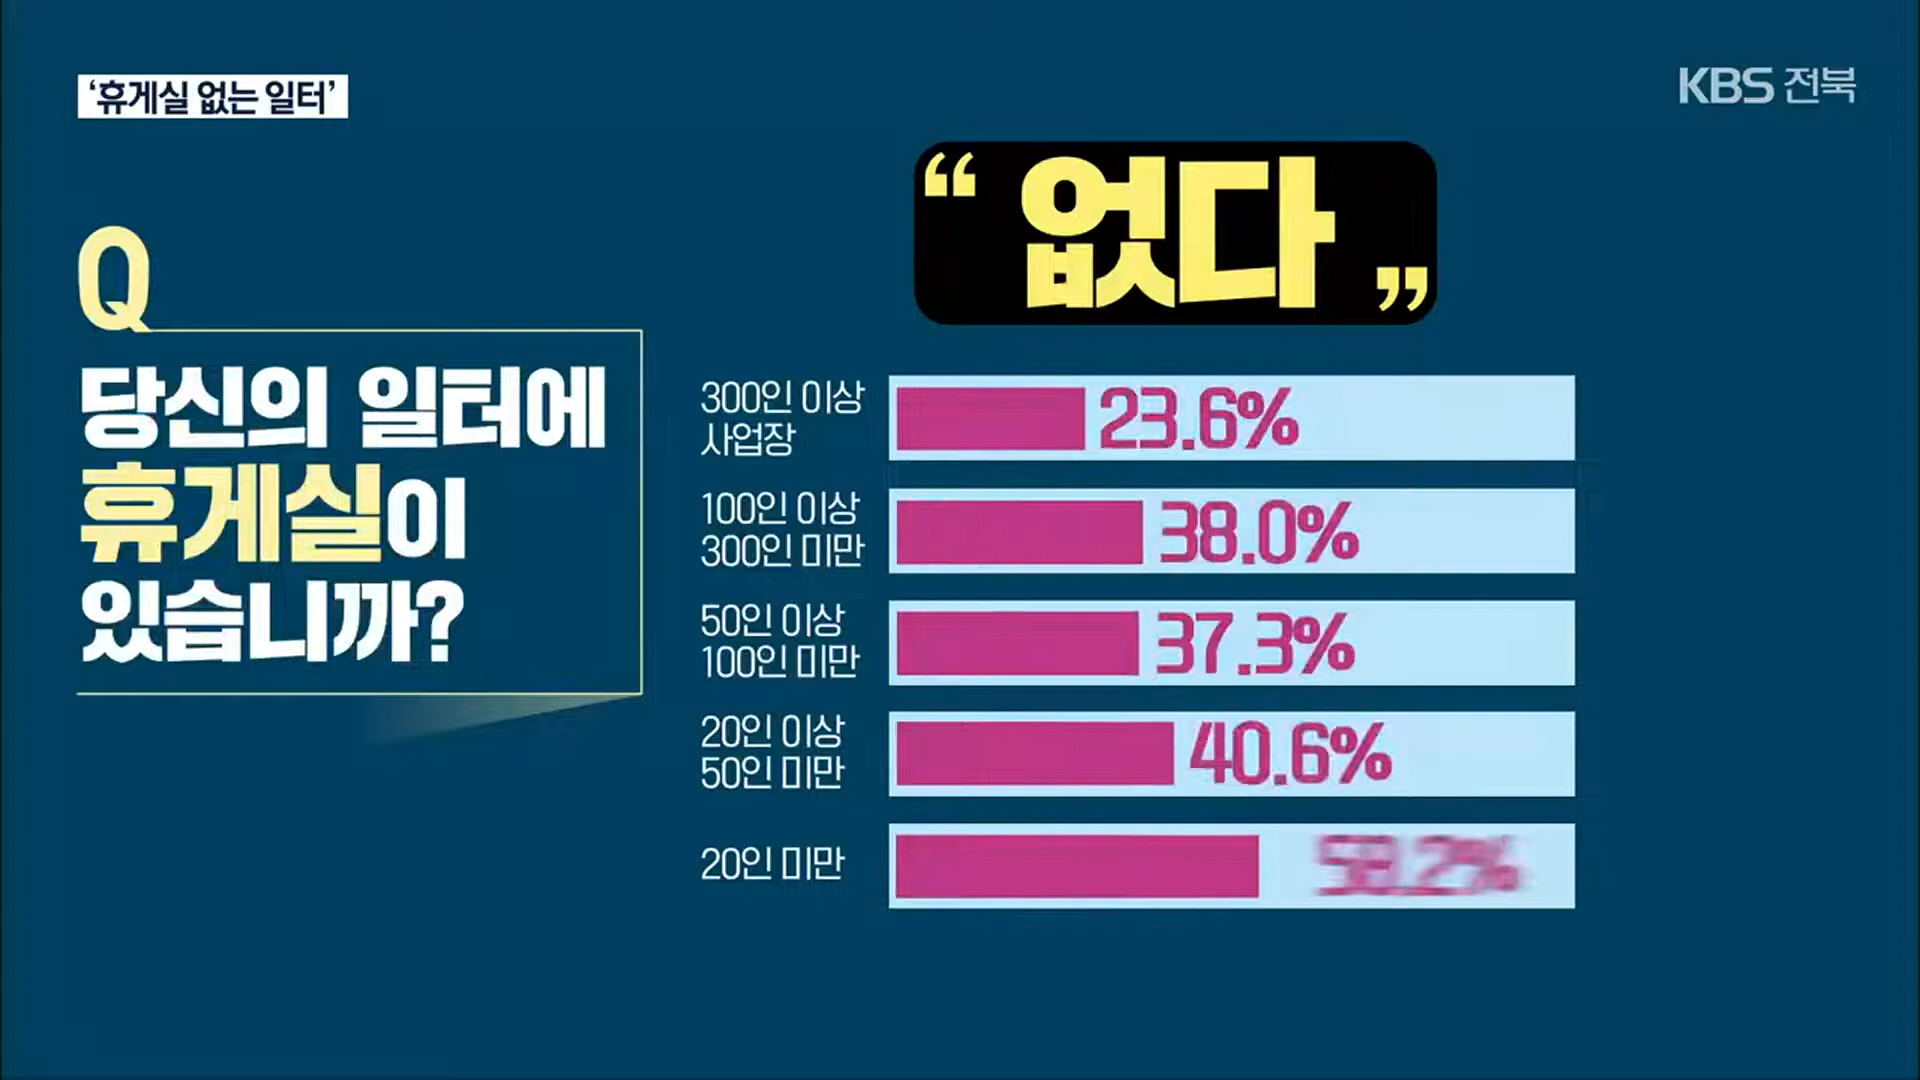 ‘휴게실 없는 일터’
KBS 전북
“ 없다 ”
Q
당신의 일터에
휴게실이
있습니까?
300인 이상
사업장
23.6%
100인 이상
300인 미만
38.0%
50인 이상
100인 미만
37.3%
20인 이상
50인 미만
40.6%
20인 미만